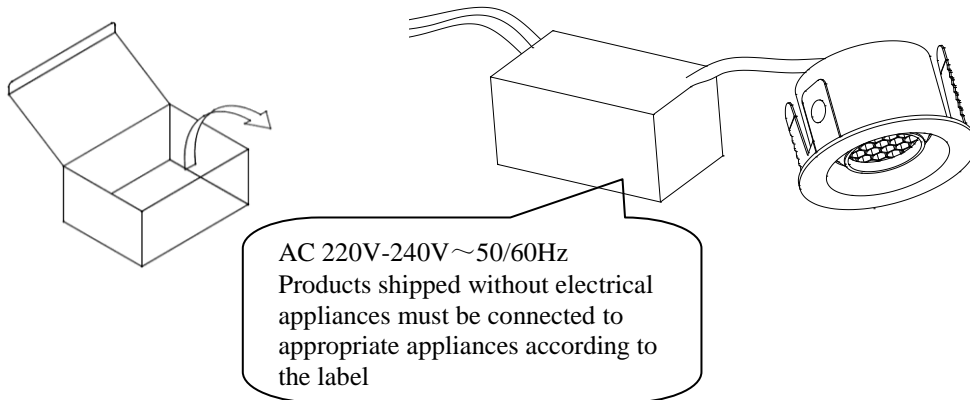 AC 220V-240V～50/60Hz
Products shipped without electrical
appliances must be connected to
appropriate appliances according to
the label